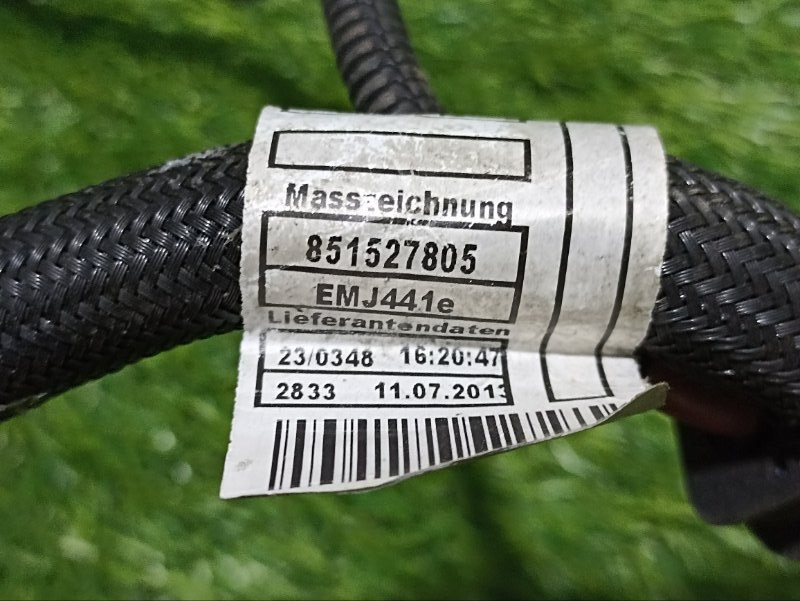 Masszeichnung
851527805
EMJ441e
Lieferantendaten
23/0348 16:20:47
2833 11.07.2013